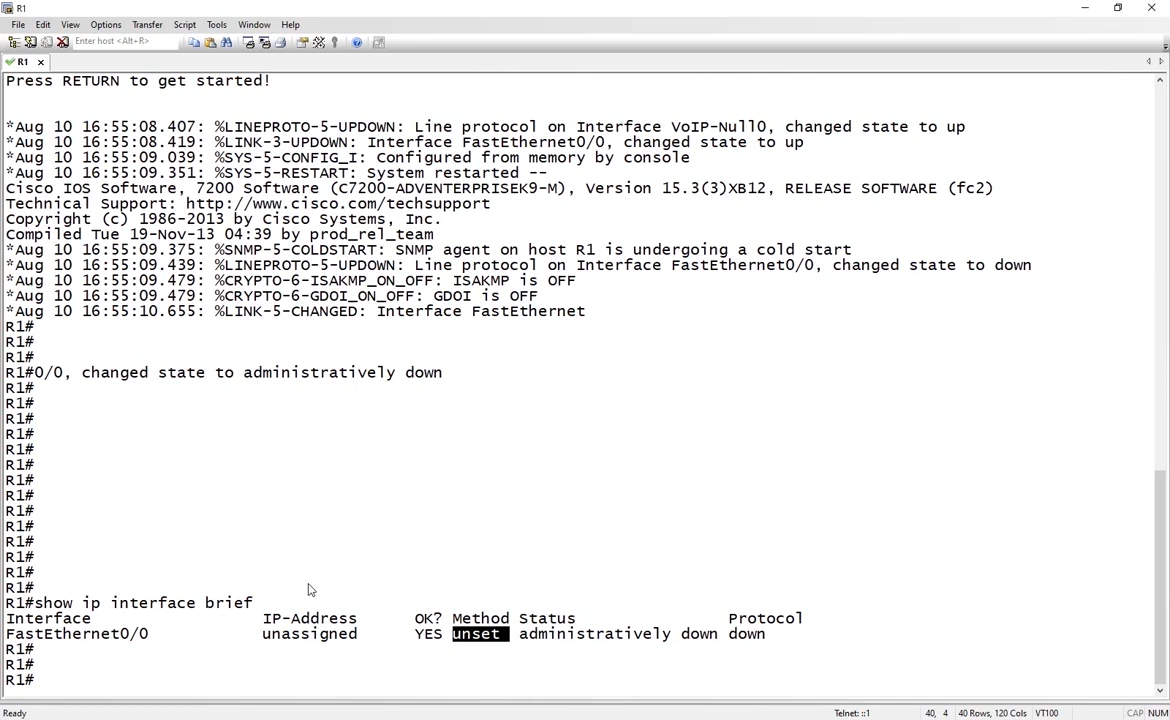 R1
File Edit View Options Transfer Script Tools Window Help
Enter host <Alt+R>
R1
Press RETURN to get started!
*Aug 10 16:55:08.407: %LINEPROTO-5-UPDOWN: Line protocol on Interface VoIP-Null0, changed state to up
*Aug 10 16:55:08.419: %LINK-3-UPDOWN: Interface FastEthernet0/0, changed state to up
*Aug 10 16:55:09.039: %SYS-5-CONFIG_I: Configured from memory by console
*Aug 10 16:55:09.351: %SYS-5-RESTART: System restarted --
Cisco IOS Software, 7200 Software (C7200-ADVENTERPRISEK9-M), Version 15.3(3)XB12, RELEASE SOFTWARE (fc2)
Technical Support: http://www.cisco.com/techsupport
Copyright (c) 1986-2013 by Cisco Systems, Inc.
Compiled Tue 19-Nov-13 04:39 by prod_rel_team
*Aug 10 16:55:09.375: %SNMP-5-COLDSTART: SNMP agent on host R1 is undergoing a cold start
*Aug 10 16:55:09.439: %LINEPROTO-5-UPDOWN: Line protocol on Interface FastEthernet0/0, changed state to down
*Aug 10 16:55:09.479: %CRYPTO-6-ISAKMP_ON_OFF: ISAKMP is OFF
*Aug 10 16:55:09.479: %CRYPTO-6-GDOI_ON_OFF: GDOI is OFF
*Aug 10 16:55:10.655: %LINK-5-CHANGED: Interface FastEthernet
R1#
R1#
R1#
R1#0/0, changed state to administratively down
R1#
R1#
R1#
R1#
R1#
R1#
R1#
R1#
R1#
R1#
R1#
R1#
R1#
R1#
R1#show ip interface brief
Interface IP-Address OK? Method Status Protocol
FastEthernet0/0 unassigned YES unset administratively down down
R1#
R1#
R1#
Ready Telnet: ::1 40, 4 40 Rows, 120 Cols VT100 CAP NUM